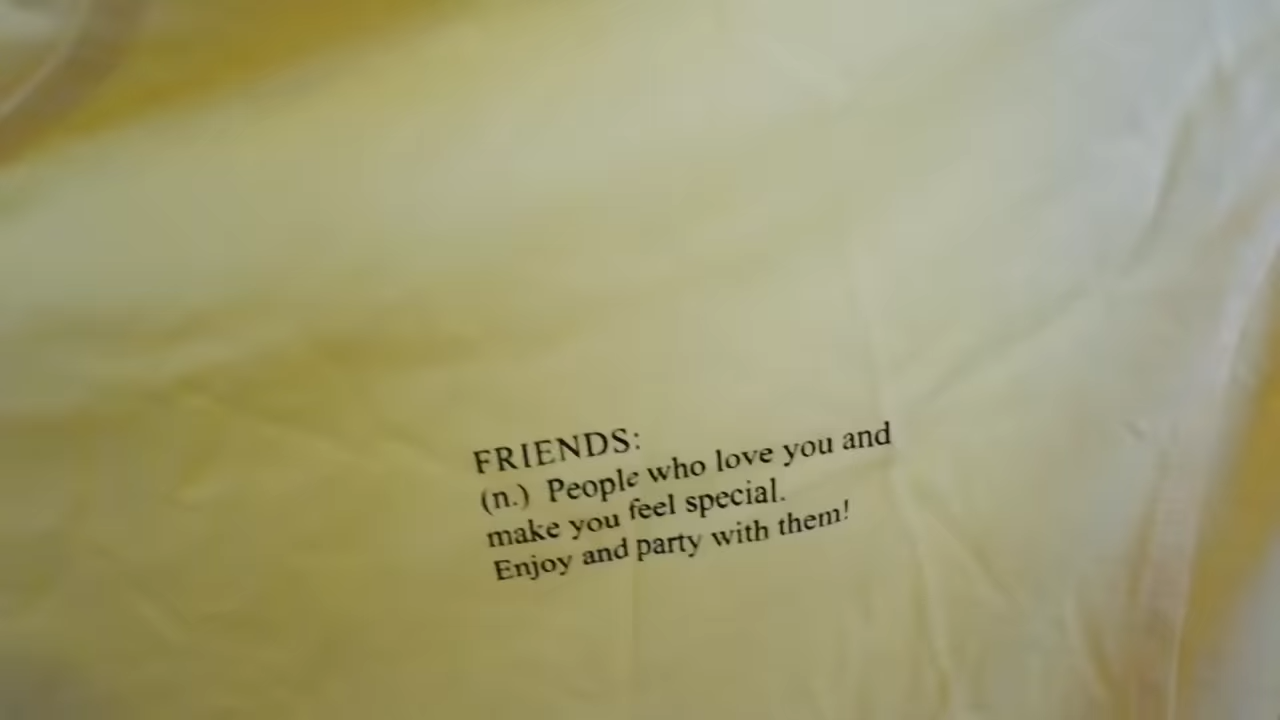 FRIENDS:
(n.) People who love you and
make you feel special.
Enjoy and party with them!